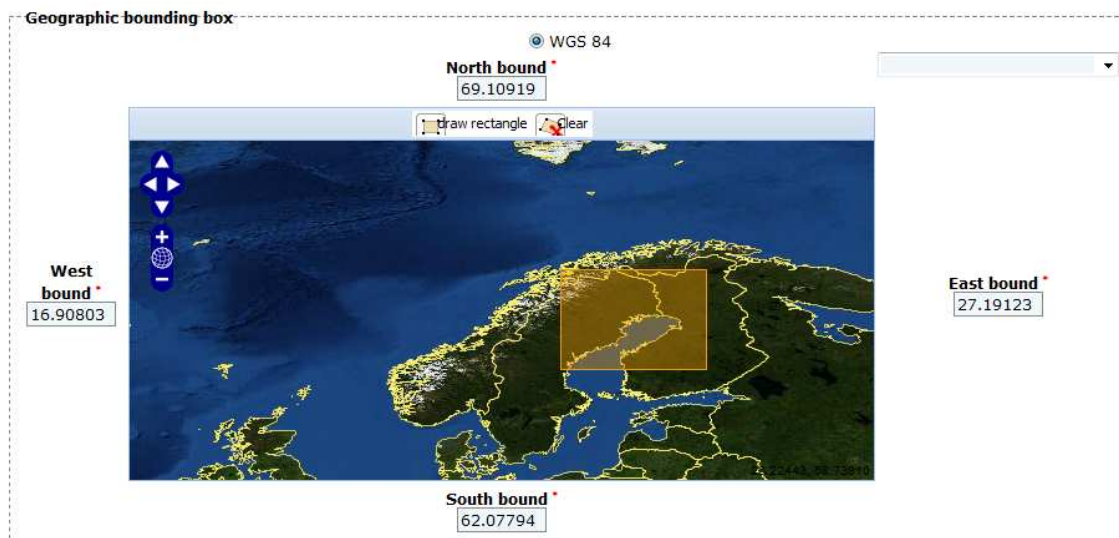 Geographic bounding box
WGS 84
North bound *
69.10919
draw rectangle Clear
West
bound *
16.90803
East bound *
27.19123
South bound *
62.07794